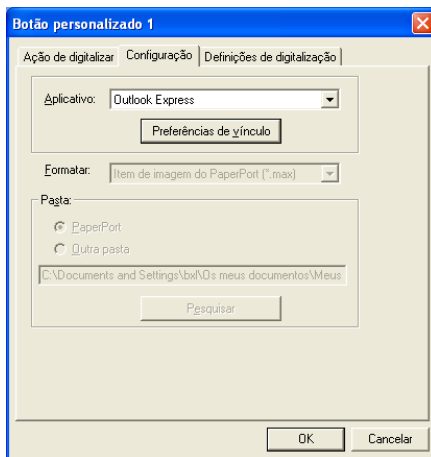 Botão personalizado 1
Ação de digitalizar Configuração Definições de digitalização
Aplicativo: Outlook Express
Preferências de vínculo
Formatar: Item de imagem do PaperPort (*.max)
Pasta:
PaperPort
Outra pasta
C:\Documents and Settings\bxl\Os meus documentos\Meus
Pesquisar
OK Cancelar